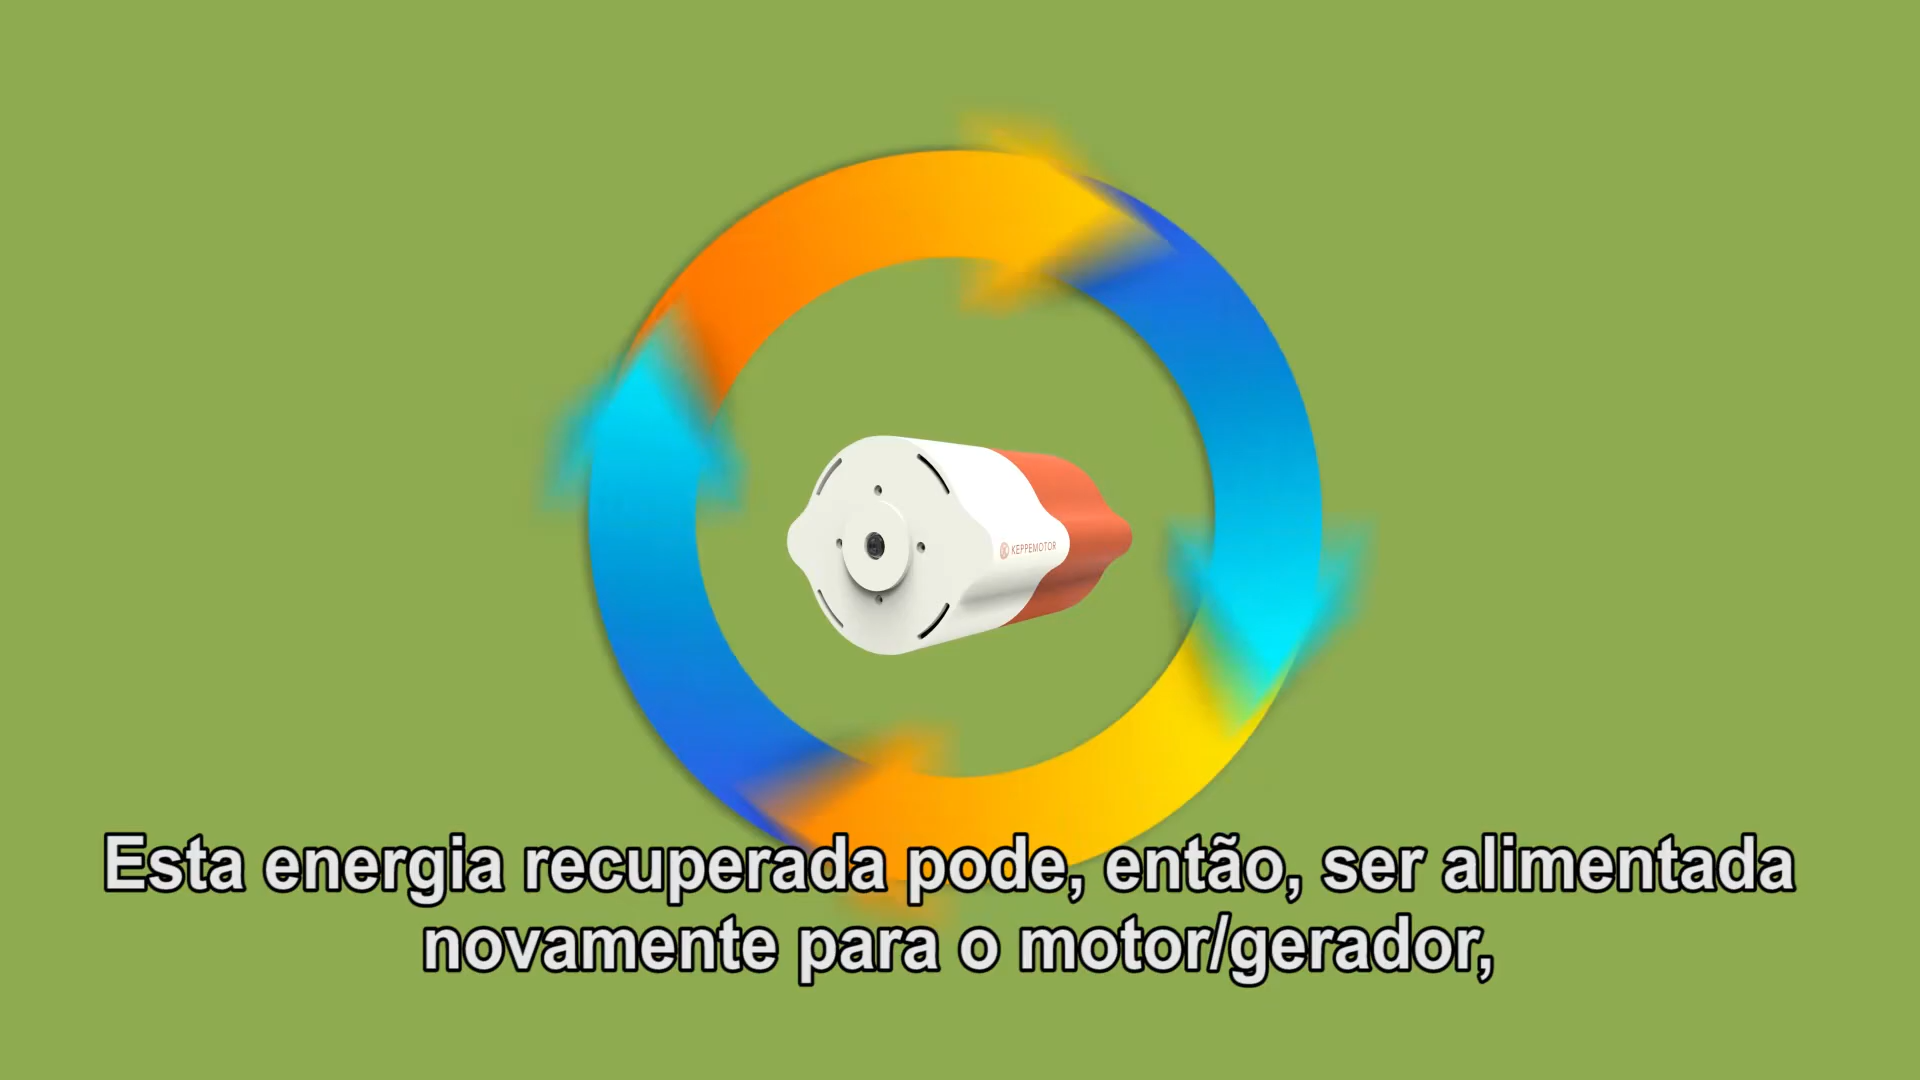 KEPPEMOTOR
Esta energia recuperada pode, então, ser alimentada
novamente para o motor/gerador,